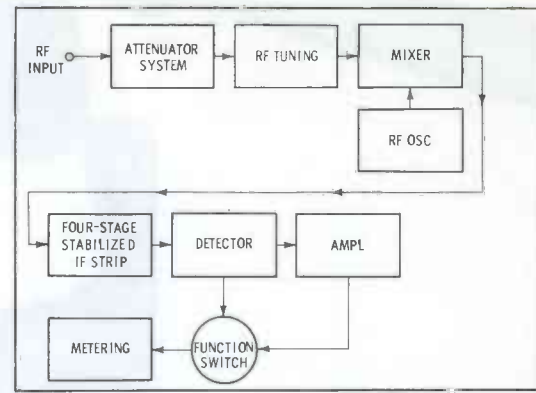 RF
INPUT
ATTENUATOR
SYSTEM
RF TUNING
MIXER
RF OSC
FOUR-STAGE
STABILIZED
IF STRIP
DETECTOR
AMPL
METERING
FUNCTION
SWITCH